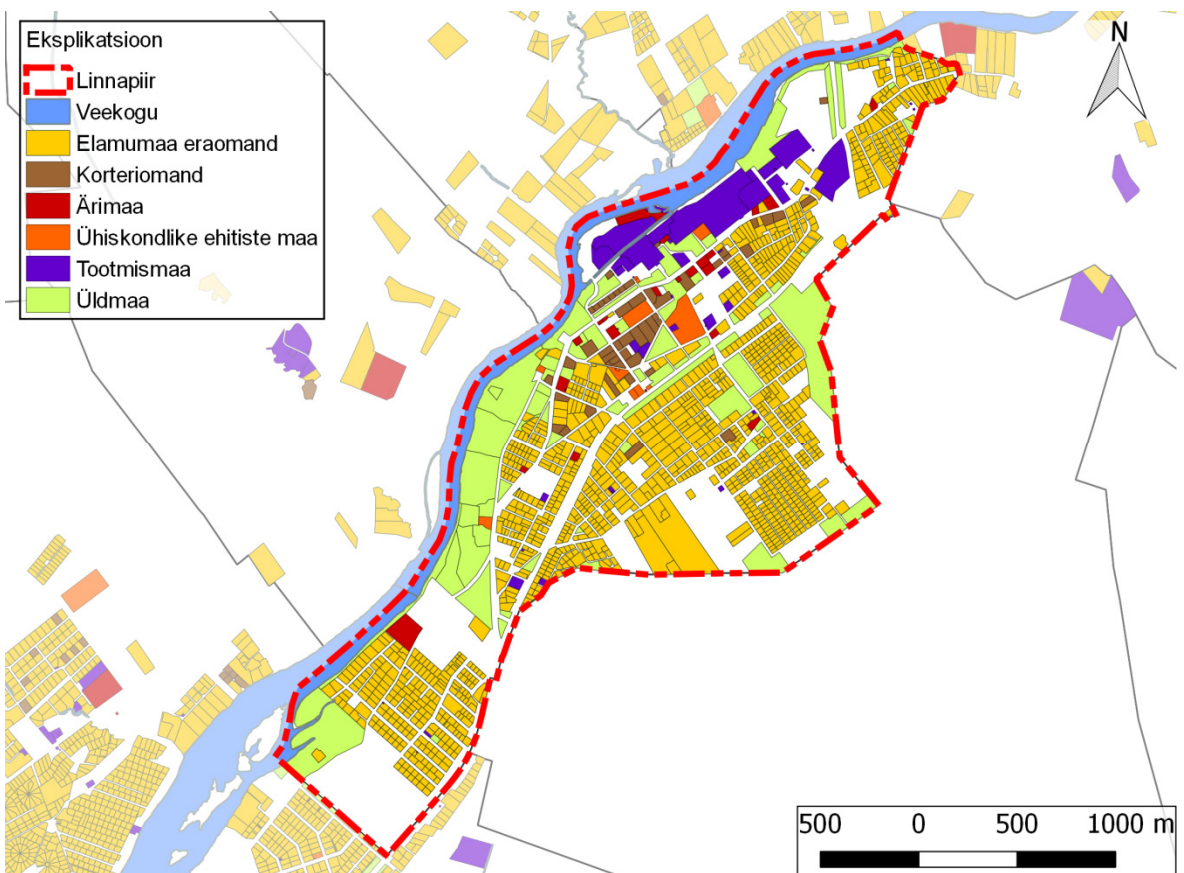 Eksplikatsioon
Linnapiir
Veekogu
Elamumaa eraomand
Korteriomand
Ärimaa
Ühiskondlike ehitiste maa
Tootmismaa
Üldmaa
N
500 0 500 1000 m